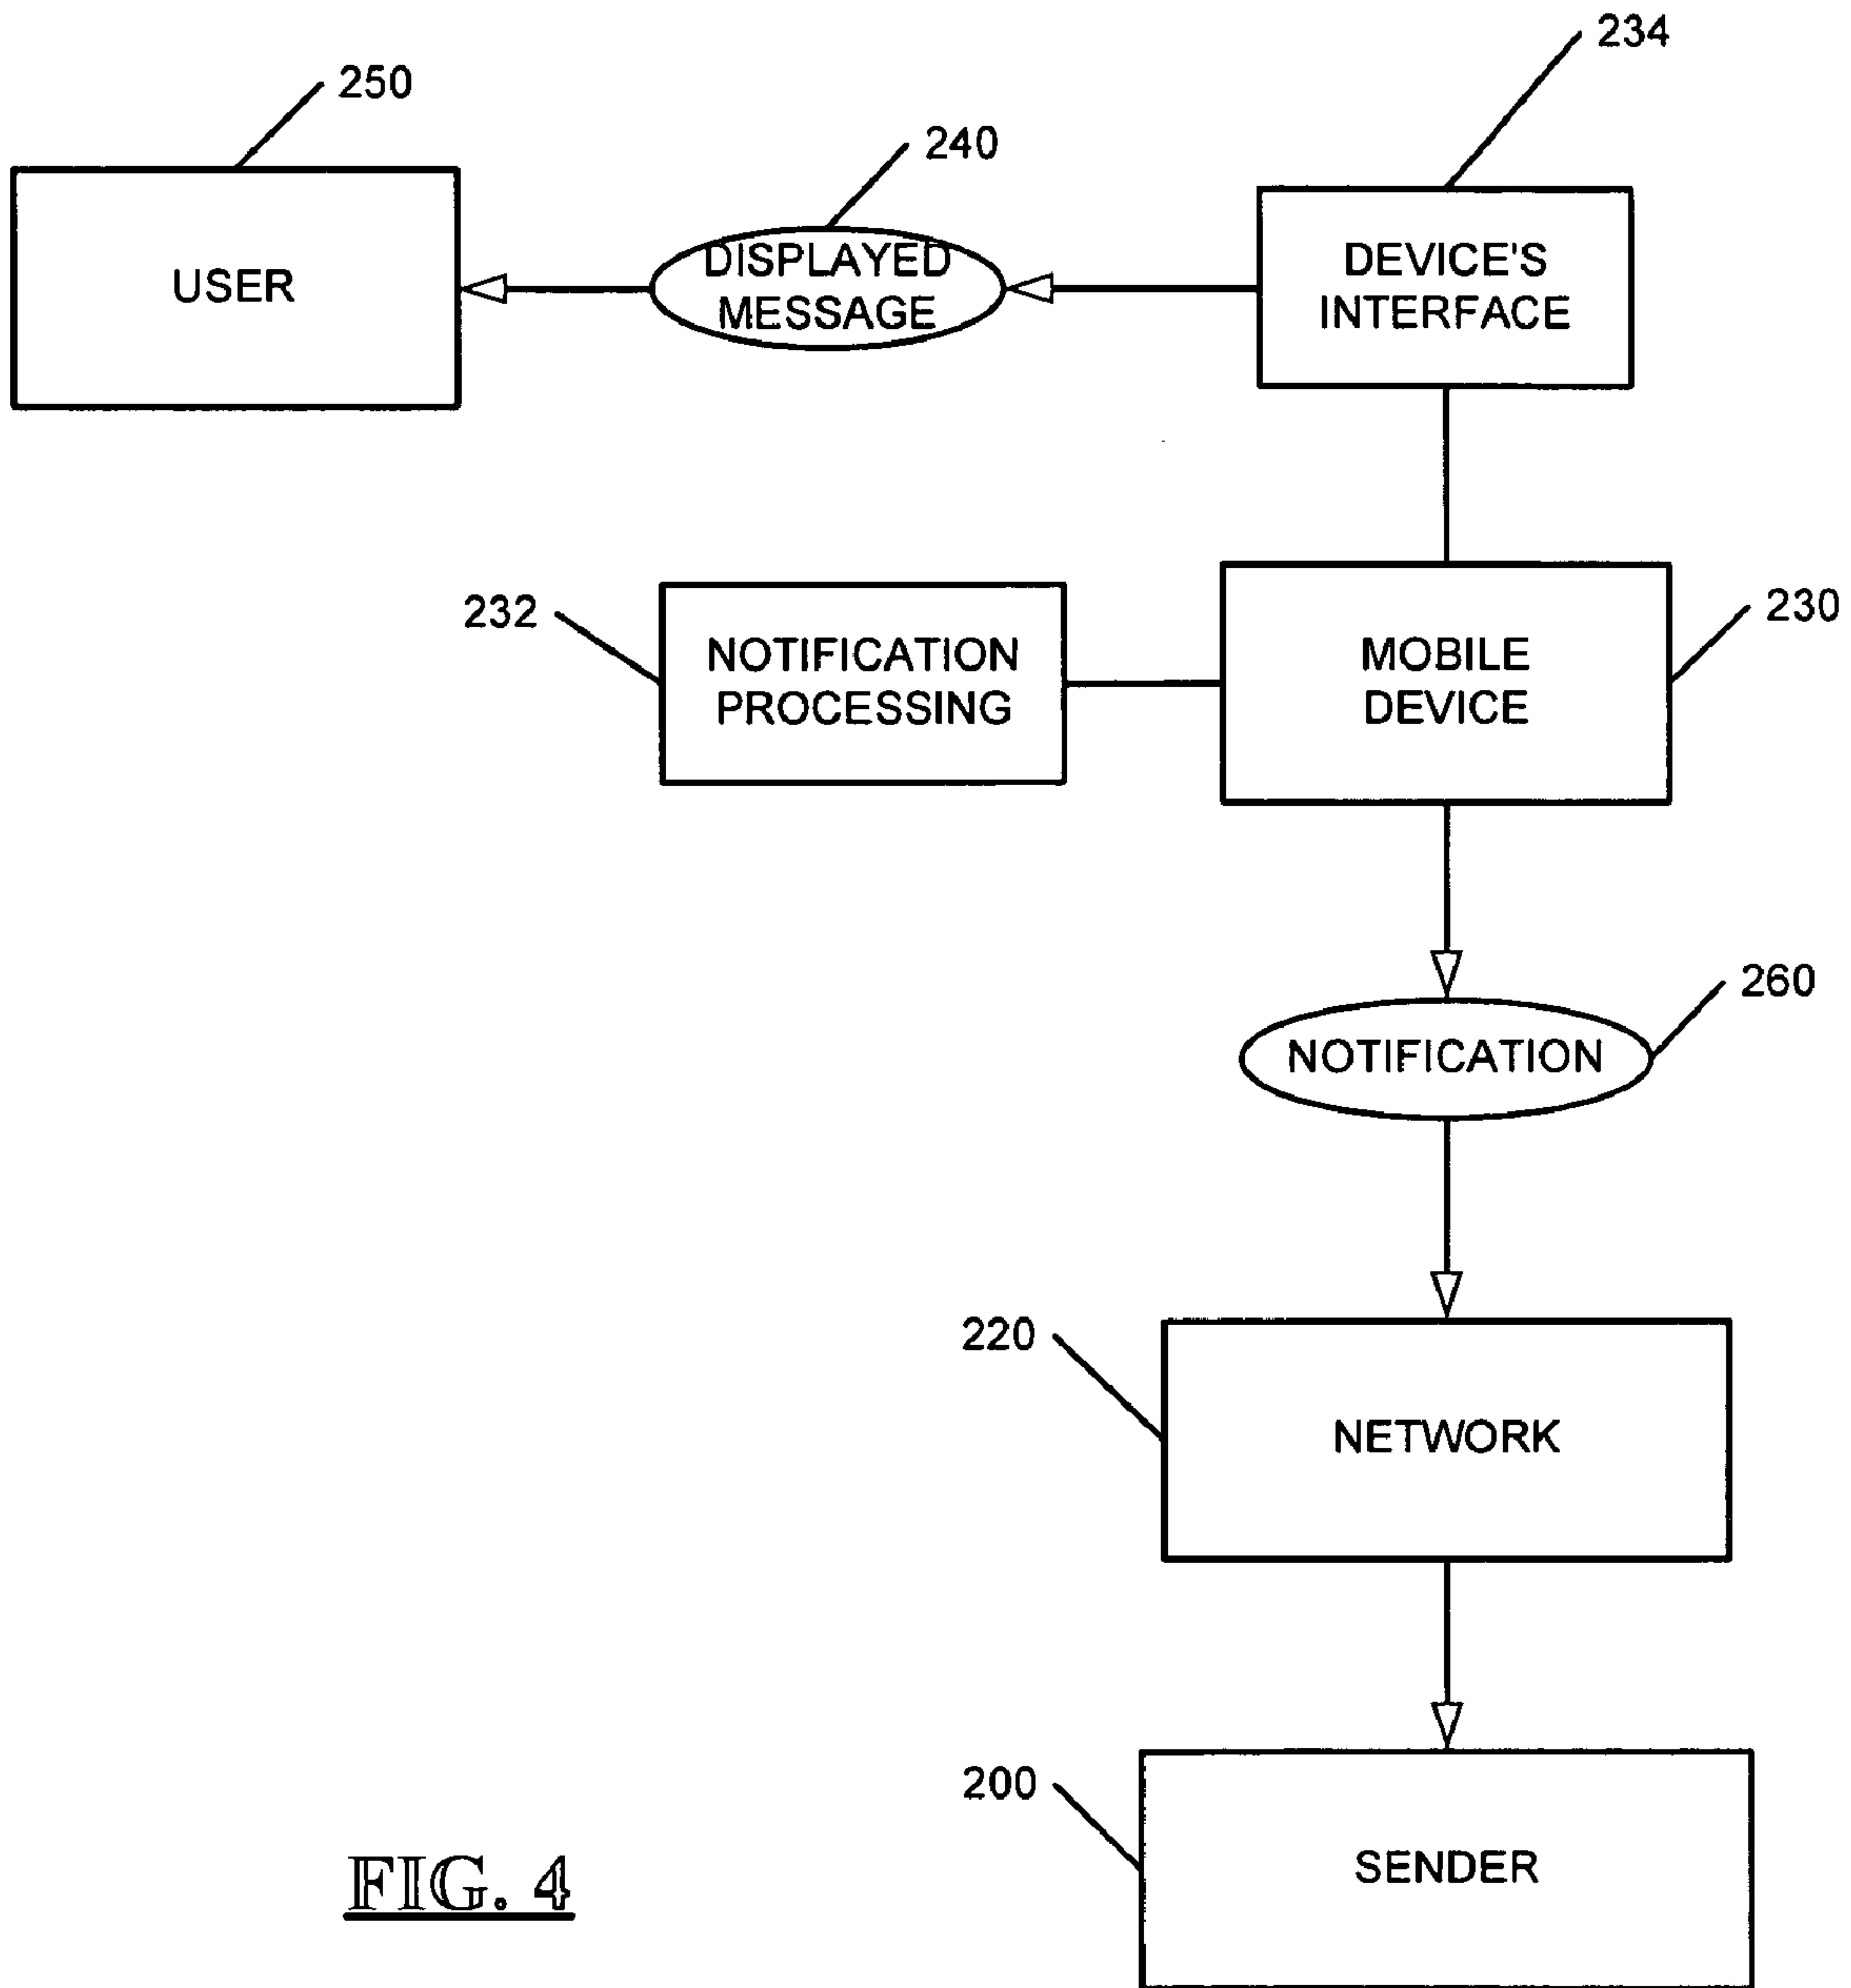 234
250
240
USER
DISPLAYED
MESSAGE
DEVICE'S
INTERFACE
232
NOTIFICATION
PROCESSING
MOBILE
DEVICE
230
260
NOTIFICATION
220
NETWORK
200
SENDER
FIG. 4